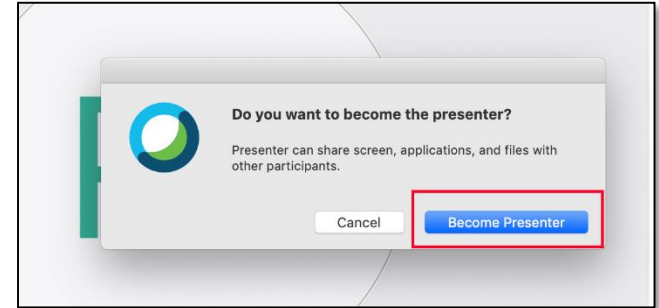 Do you want to become the presenter?
Presenter can share screen, applications, and files with
other participants.
Cancel
Become Presenter